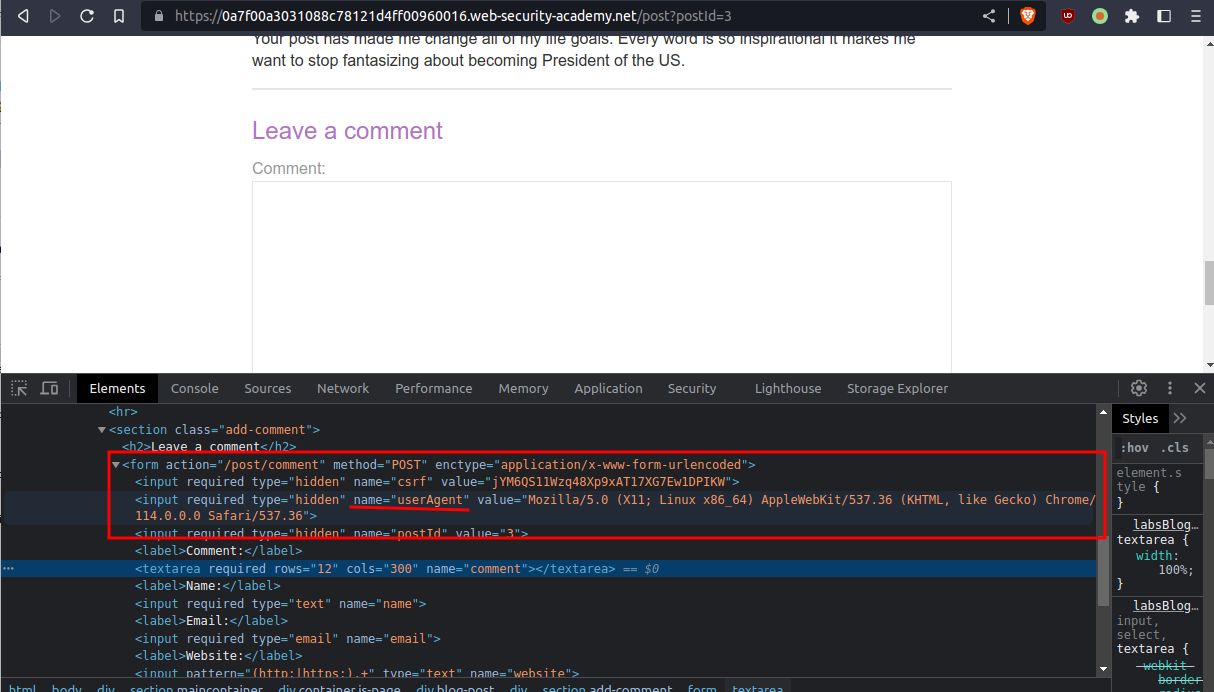 https://0a7f00a3031088c78121d4ff00960016.web-security-academy.net/post?postId=3
Your post has made me change all of my life goals. Every word is so inspirational it makes me
want to stop fantasizing about becoming President of the US.
Leave a comment
Comment:
Elements Console Sources Network Performance Memory Application Security Lighthouse Storage Explorer
Styles
<hr>
<section class="add-comment">
<h2>Leave a comment</h2>
<form action="/post/comment" method="POST" enctype="application/x-www-form-urlencoded">
<input required type="hidden" name="csrf" value="jYM6QS11Wzq48Xp9xAT17XG7Ew1DPIKW">
<input required type="hidden" name="userAgent" value="Mozilla/5.0 (X11; Linux x86_64) AppleWebKit/537.36 (KHTML, like Gecko) Chrome/
114.0.0.0 Safari/537.36">
<input required type="hidden" name="postId" value="3">
<label>Comment:</label>
<textarea required rows="12" cols="300" name="comment"></textarea> == $0
<label>Name:</label>
<input required type="text" name="name">
<label>Email:</label>
<input required type="email" name="email">
<label>Website:</label>
<input pattern="(http:|https:).+" type="text" name="website">
html body div section.maincontainer div.container.is-page div.blog-post div section.add-comment form textarea
:hov .cls
element.s
tyle {
}
labsBlog…
textarea {
width:
100%;
}
labsBlog…
input,
select,
textarea {
-webkit-
border-
radius